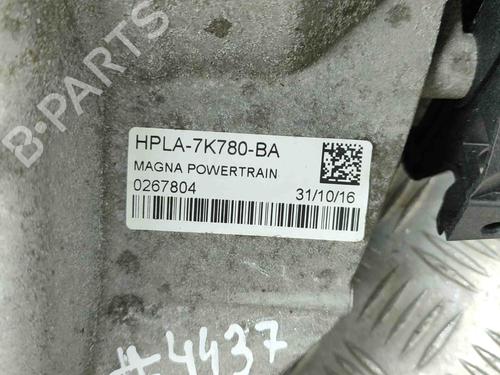 B-PARTS
HPLA-7K780-BA
MAGNA POWERTRAIN
0267804 31/10/16
#4437